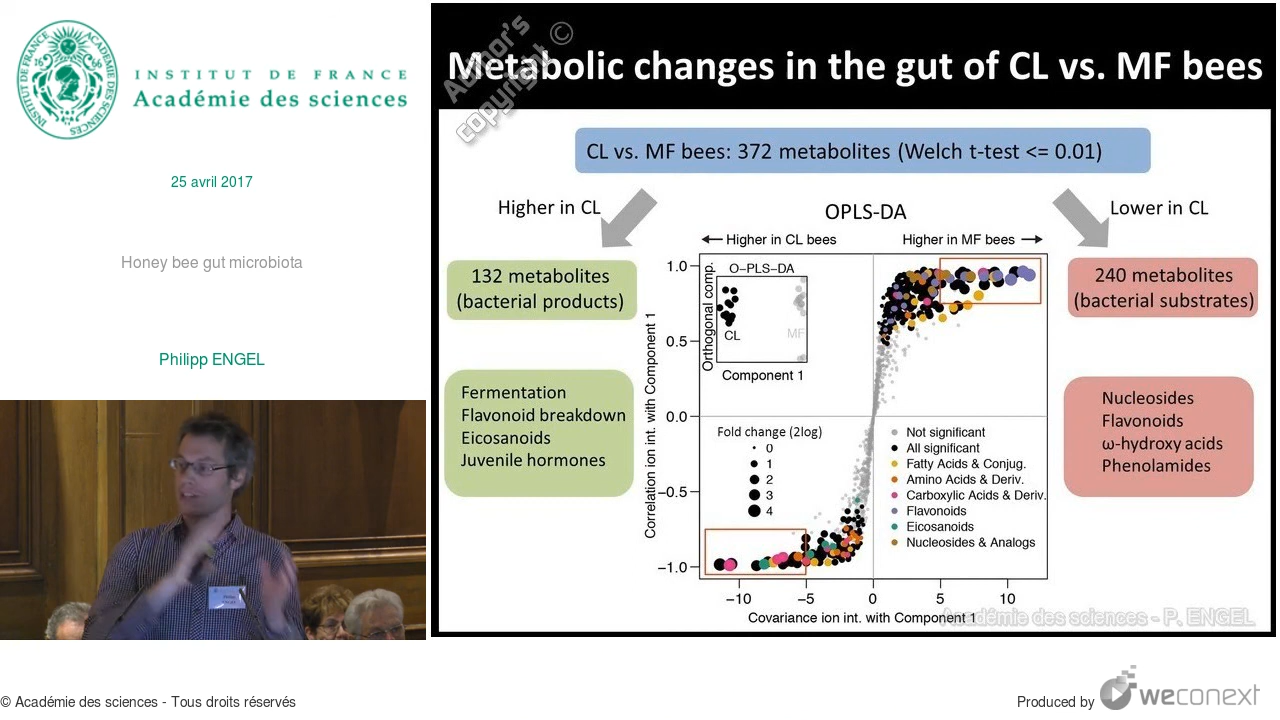 INSTITUT DE FRANCE
Académie des sciences
25 avril 2017
Honey bee gut microbiota
Philipp ENGEL
Author's
copyright ©
Metabolic changes in the gut of CL vs. MF bees
CL vs. MF bees: 372 metabolites (Welch t-test <= 0.01)
Higher in CL
Lower in CL
OPLS-DA
Higher in CL bees
Higher in MF bees
132 metabolites
(bacterial products)
240 metabolites
(bacterial substrates)
Fermentation
Flavonoid breakdown
Eicosanoids
Juvenile hormones
Nucleosides
Flavonoids
ω-hydroxy acids
Phenolamides
Correlation ion int. with Component 1
1.0
0.5
0.0
−0.5
−1.0
O−PLS−DA
Orthogonal comp.
CL
MF
Component 1
Fold change (2log)
0
1
2
3
4
Not significant
All significant
Fatty Acids & Conjug.
Amino Acids & Deriv.
Carboxylic Acids & Deriv.
Flavonoids
Eicosanoids
Nucleosides & Analogs
−10
−5
0
5
10
Covariance ion int. with Component 1
Académie des sciences - P. ENGEL
© Académie des sciences - Tous droits réservés
Produced by
weconext